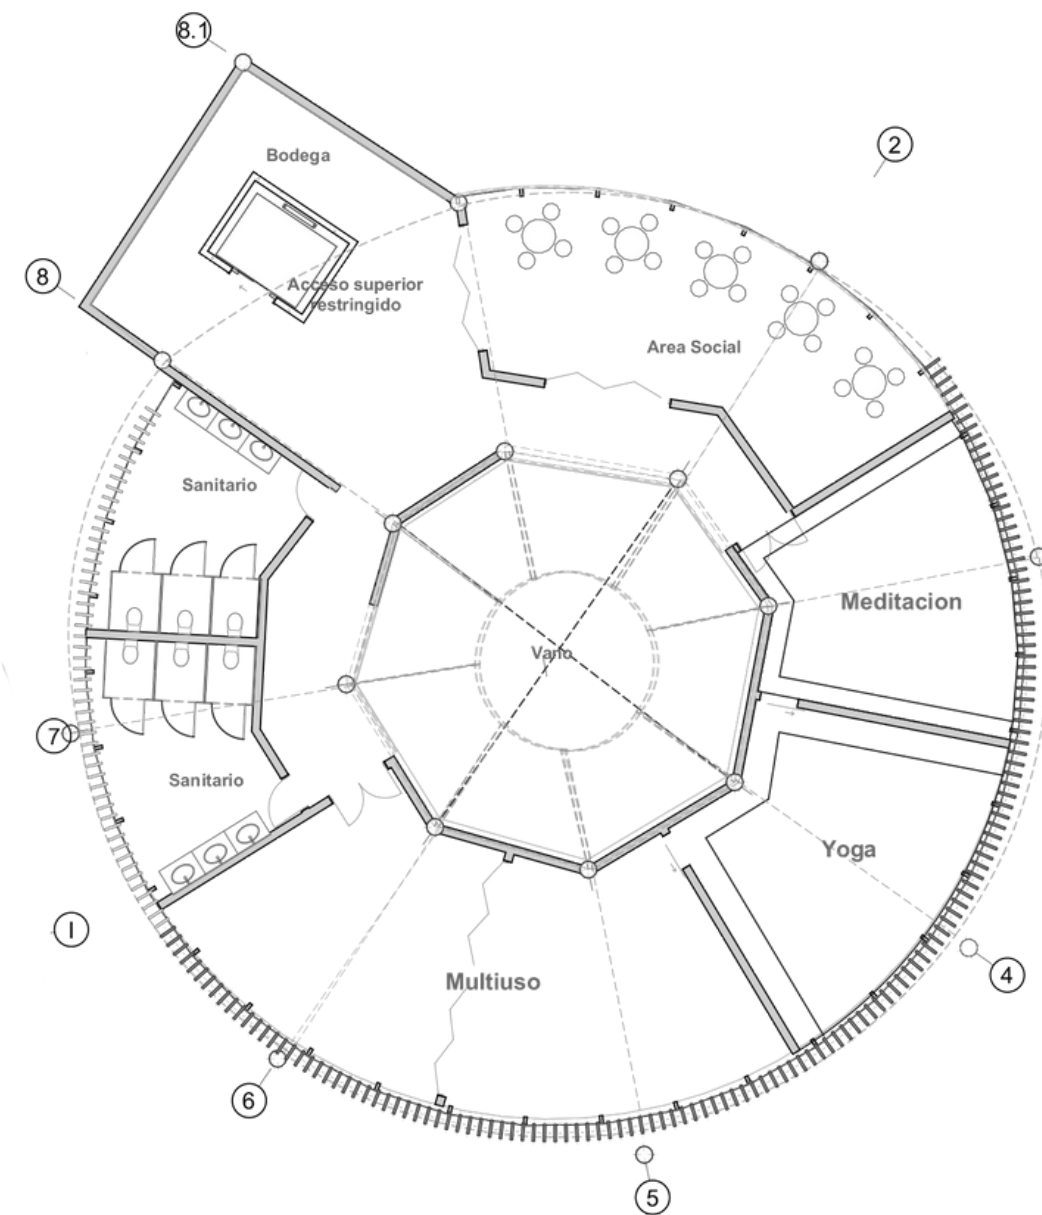 8.1
2
Bodega
8
Acceso superior
restringido
Area Social
Sanitario
Meditacion
Vano
7
Sanitario
Yoga
I
4
Multiuso
6
5